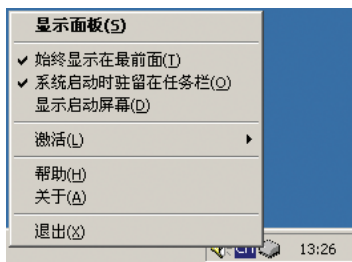 显示面板(S)
✓ 始终显示在最前面(T)
✓ 系统启动时驻留在任务栏(O)
显示启动屏幕(D)
激活(L)
帮助(H)
关于(A)
退出(X)
13:26